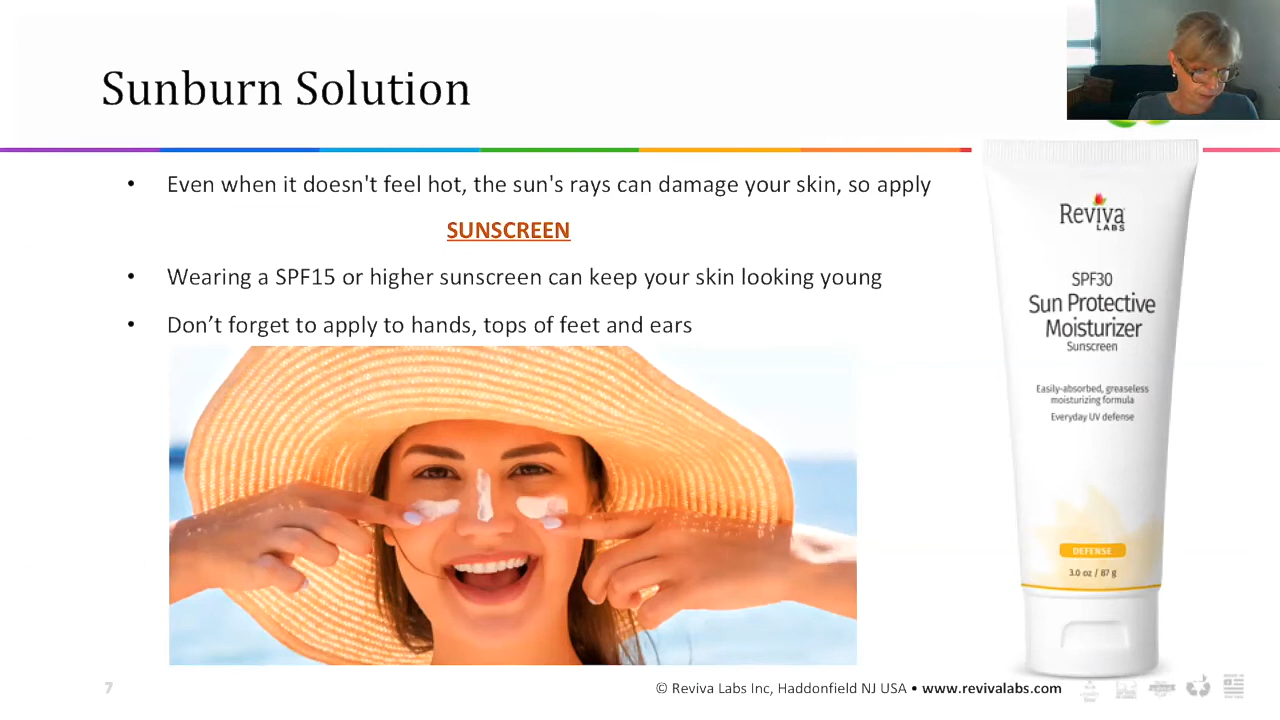 Sunburn Solution
• Even when it doesn't feel hot, the sun's rays can damage your skin, so apply
SUNSCREEN
• Wearing a SPF15 or higher sunscreen can keep your skin looking young
• Don’t forget to apply to hands, tops of feet and ears
Reviva
LABS
SPF30
Sun Protective
Moisturizer
Sunscreen
Easily-absorbed, greaseless
moisturizing formula
Everyday UV defense
DEFENSE
3.0 oz / 87 g
7
© Reviva Labs Inc, Haddonfield NJ USA • www.revivalabs.com